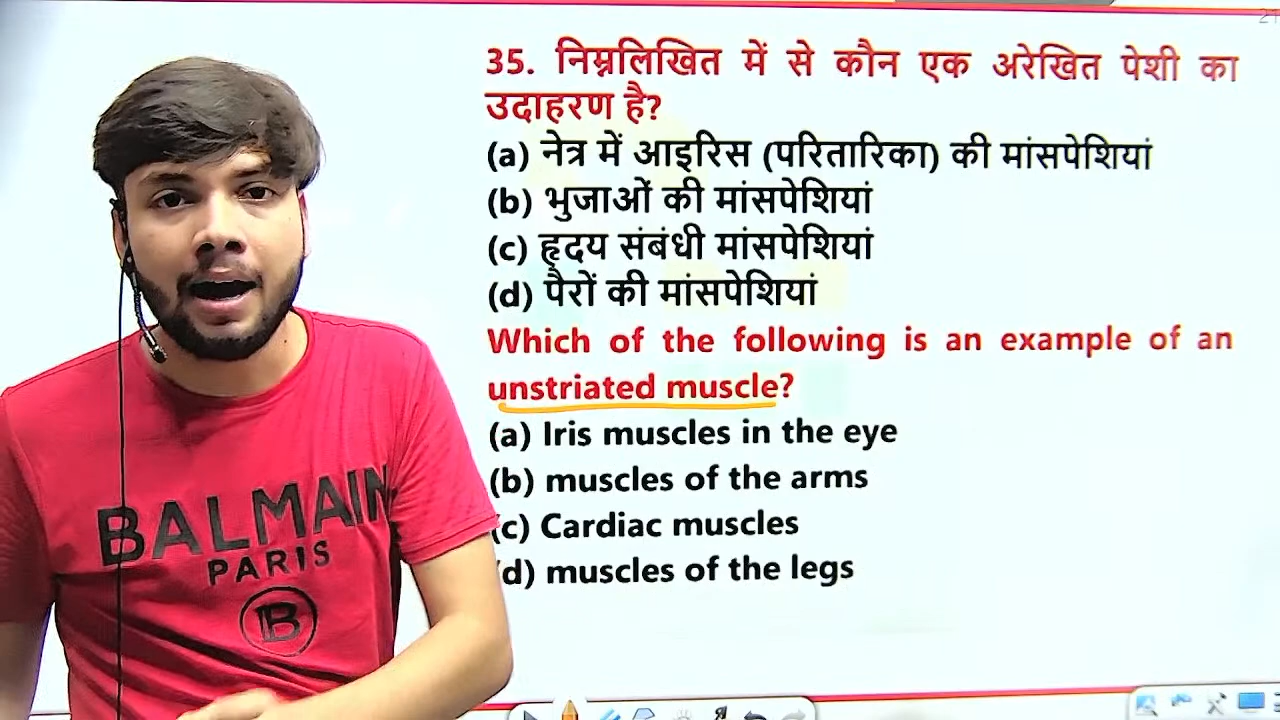 35. निम्नलिखित में से कौन एक अरेखित पेशी का
उदाहरण है?
(a) नेत्र में आइरिस (परितारिका) की मांसपेशियां
(b) भुजाओं की मांसपेशियां
(c) हृदय संबंधी मांसपेशियां
(d) पैरों की मांसपेशियां
Which of the following is an example of an
unstriated muscle?
(a) Iris muscles in the eye
(b) muscles of the arms
(c) Cardiac muscles
(d) muscles of the legs
BALMAIN
PARIS
B